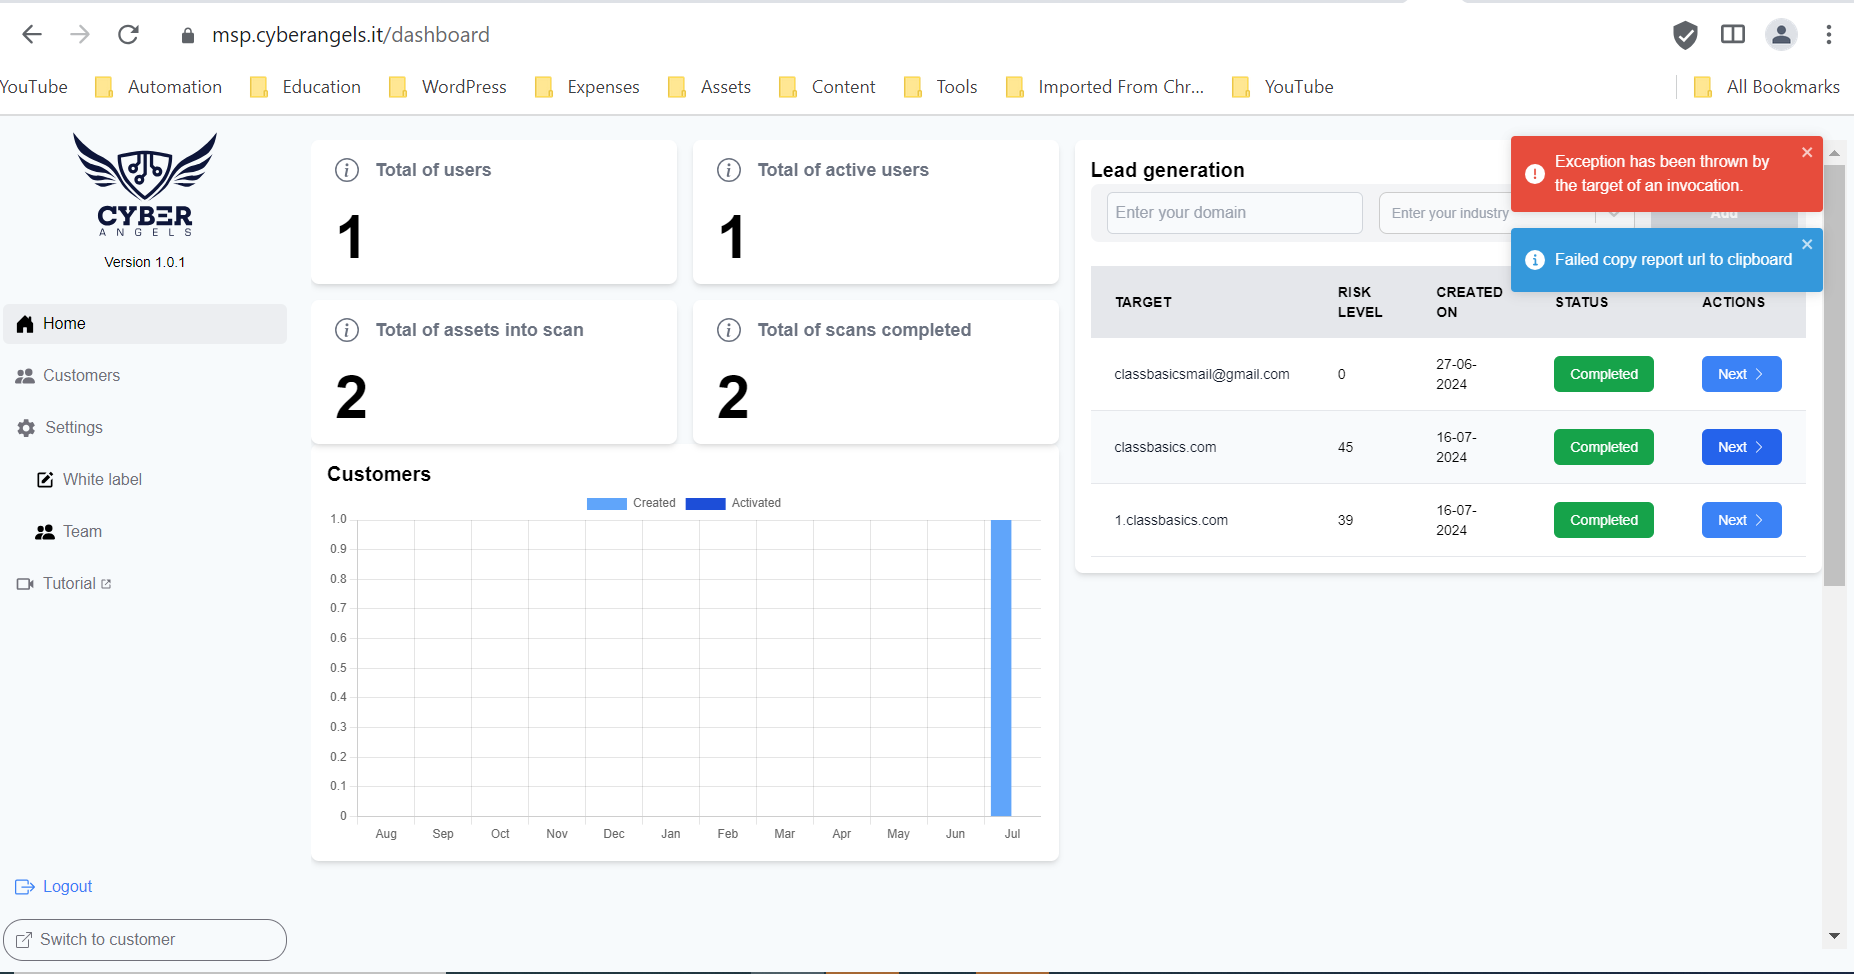 msp.cyberangels.it/dashboard
YouTube
Automation
Education
WordPress
Expenses
Assets
Content
Tools
Imported From Chr...
YouTube
All Bookmarks
CYBER
ANGELS
Version 1.0.1
Home
Customers
Settings
White label
Team
Tutorial
Logout
Switch to customer
Total of users
1
Total of active users
1
Total of assets into scan
2
Total of scans completed
2
Customers
Created
Activated
1.0
0.9
0.8
0.7
0.6
0.5
0.4
0.3
0.2
0.1
0
Aug Sep Oct Nov Dec Jan Feb Mar Apr May Jun Jul
Lead generation
Enter your domain
Enter your industry
Add
Exception has been thrown by
the target of an invocation.
Failed copy report url to clipboard
TARGET
RISK
LEVEL
CREATED
ON
STATUS
ACTIONS
classbasicsmail@gmail.com
0
27-06-
2024
Completed
Next
classbasics.com
45
16-07-
2024
Completed
Next
1.classbasics.com
39
16-07-
2024
Completed
Next